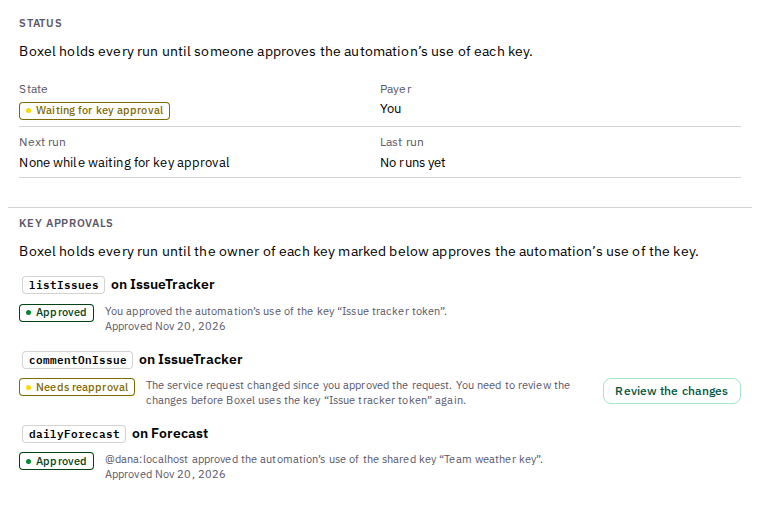 STATUS
Boxel holds every run until someone approves the automation’s use of each key.
State
Payer
Waiting for key approval
You
Next run
Last run
None while waiting for key approval
No runs yet
KEY APPROVALS
Boxel holds every run until the owner of each key marked below approves the automation’s use of the key.
listIssues on IssueTracker
Approved
You approved the automation’s use of the key “Issue tracker token”.
Approved Nov 20, 2026
commentOnIssue on IssueTracker
Needs reapproval
The service request changed since you approved the request. You need to review the
changes before Boxel uses the key “Issue tracker token” again.
Review the changes
dailyForecast on Forecast
Approved
@dana:localhost approved the automation’s use of the shared key “Team weather key”.
Approved Nov 20, 2026